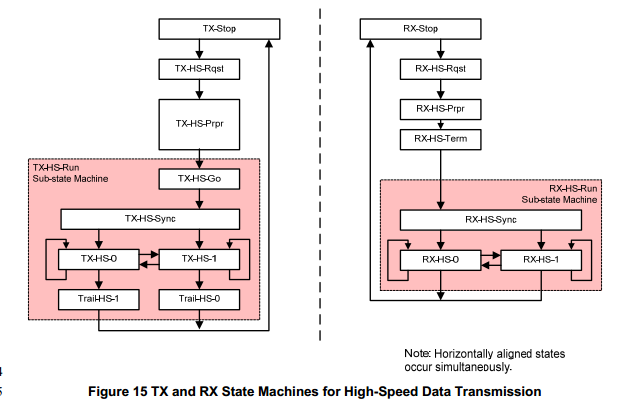 TX-Stop
TX-HS-Rqst
TX-HS-Prpr
TX-HS-Run
Sub-state Machine
TX-HS-Go
TX-HS-Sync
TX-HS-0
TX-HS-1
Trail-HS-1
Trail-HS-0
RX-Stop
RX-HS-Rqst
RX-HS-Prpr
RX-HS-Term
RX-HS-Run
Sub-state Machine
RX-HS-Sync
RX-HS-0
RX-HS-1
Note: Horizontally aligned states
occur simultaneously.
Figure 15 TX and RX State Machines for High-Speed Data Transmission